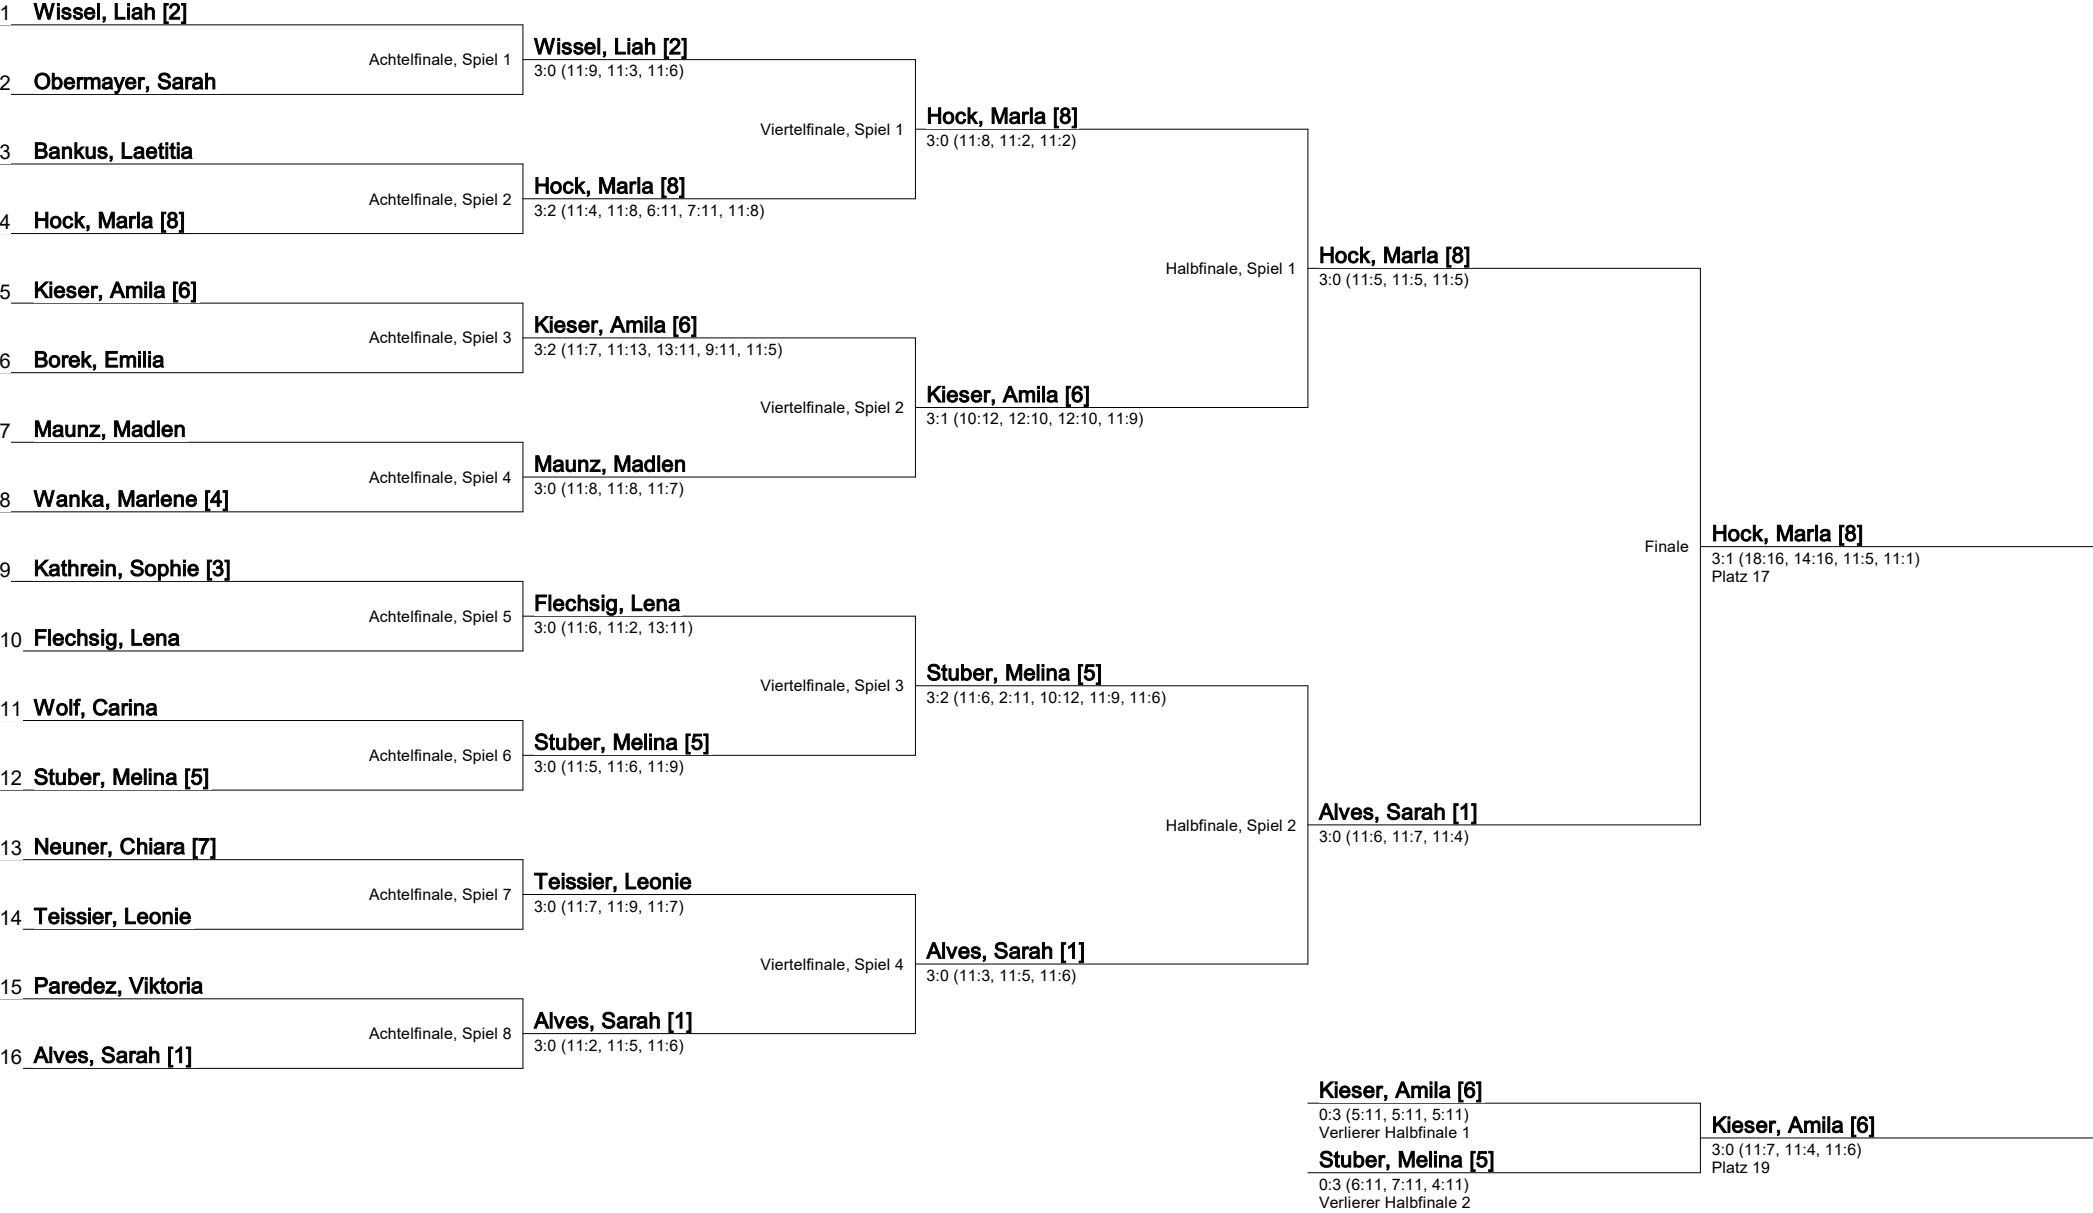 1 Wissel, Liah [2]
Achtelfinale, Spiel 1
Wissel, Liah [2]
3:0 (11:9, 11:3, 11:6)
2 Obermayer, Sarah
Viertelfinale, Spiel 1
Hock, Marla [8]
3:0 (11:8, 11:2, 11:2)
3 Bankus, Laetitia
Achtelfinale, Spiel 2
Hock, Marla [8]
3:2 (11:4, 11:8, 6:11, 7:11, 11:8)
4 Hock, Marla [8]
Halbfinale, Spiel 1
Hock, Marla [8]
3:0 (11:5, 11:5, 11:5)
5 Kieser, Amila [6]
Achtelfinale, Spiel 3
Kieser, Amila [6]
3:2 (11:7, 11:13, 13:11, 9:11, 11:5)
6 Borek, Emilia
Viertelfinale, Spiel 2
Kieser, Amila [6]
3:1 (10:12, 12:10, 12:10, 11:9)
7 Maunz, Madlen
Achtelfinale, Spiel 4
Maunz, Madlen
3:0 (11:8, 11:8, 11:7)
8 Wanka, Marlene [4]
Finale
Hock, Marla [8]
3:1 (18:16, 14:16, 11:5, 11:1)
Platz 17
9 Kathrein, Sophie [3]
Achtelfinale, Spiel 5
Flechsig, Lena
3:0 (11:6, 11:2, 13:11)
10 Flechsig, Lena
Viertelfinale, Spiel 3
Stuber, Melina [5]
3:2 (11:6, 2:11, 10:12, 11:9, 11:6)
11 Wolf, Carina
Achtelfinale, Spiel 6
Stuber, Melina [5]
3:0 (11:5, 11:6, 11:9)
12 Stuber, Melina [5]
Halbfinale, Spiel 2
Alves, Sarah [1]
3:0 (11:6, 11:7, 11:4)
13 Neuner, Chiara [7]
Achtelfinale, Spiel 7
Teissier, Leonie
3:0 (11:7, 11:9, 11:7)
14 Teissier, Leonie
Viertelfinale, Spiel 4
Alves, Sarah [1]
3:0 (11:3, 11:5, 11:6)
15 Paredez, Viktoria
Achtelfinale, Spiel 8
Alves, Sarah [1]
3:0 (11:2, 11:5, 11:6)
16 Alves, Sarah [1]
Kieser, Amila [6]
0:3 (5:11, 5:11, 5:11)
Verlierer Halbfinale 1
Kieser, Amila [6]
3:0 (11:7, 11:4, 11:6)
Platz 19
Stuber, Melina [5]
0:3 (6:11, 7:11, 4:11)
Verlierer Halbfinale 2